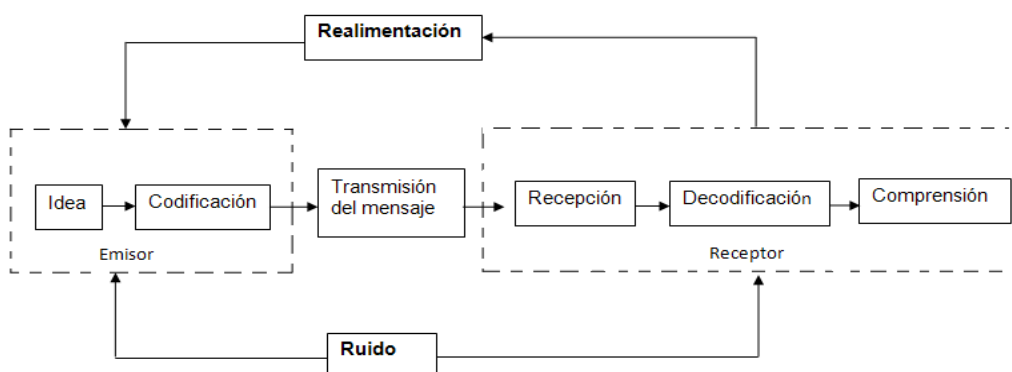 Realimentación
Idea
Codificación
Transmisión
del mensaje
Recepción
Decodificación
Comprensión
Emisor
Receptor
Ruido